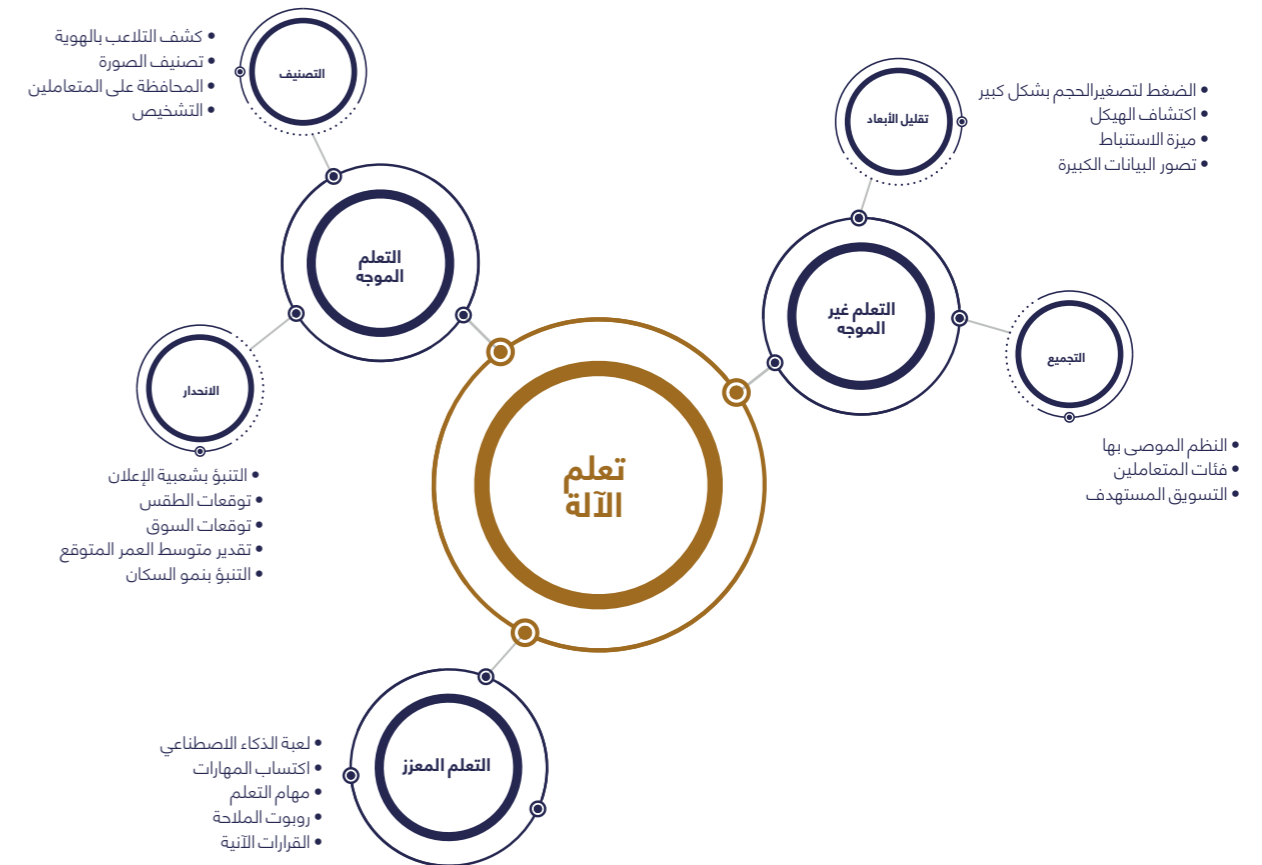 • كشف التلاعب بالهوية
• تصنيف الصورة
• المحافظة على المتعاملين
• التشخيص
التصنيف
• الضغط لتصغيرالحجم بشكل كبير
• اكتشاف الهيكل
• ميزة الاستنباط
• تصور البيانات الكبيرة
تقليل الأبعاد
التعلم
الموجه
التعلم غير
الموجه
التجميع
• النظم الموصى بها
• فئات المتعاملين
• التسويق المستهدف
الانحدار
• التنبؤ بشعبية الإعلان
• توقعات الطقس
• توقعات السوق
• تقدير متوسط العمر المتوقع
• التنبؤ بنمو السكان
تعلم
الآلة
التعلم المعزز
• لعبة الذكاء الاصطناعي
• اكتساب المهارات
• مهام التعلم
• روبوت الملاحة
• القرارات الآنية